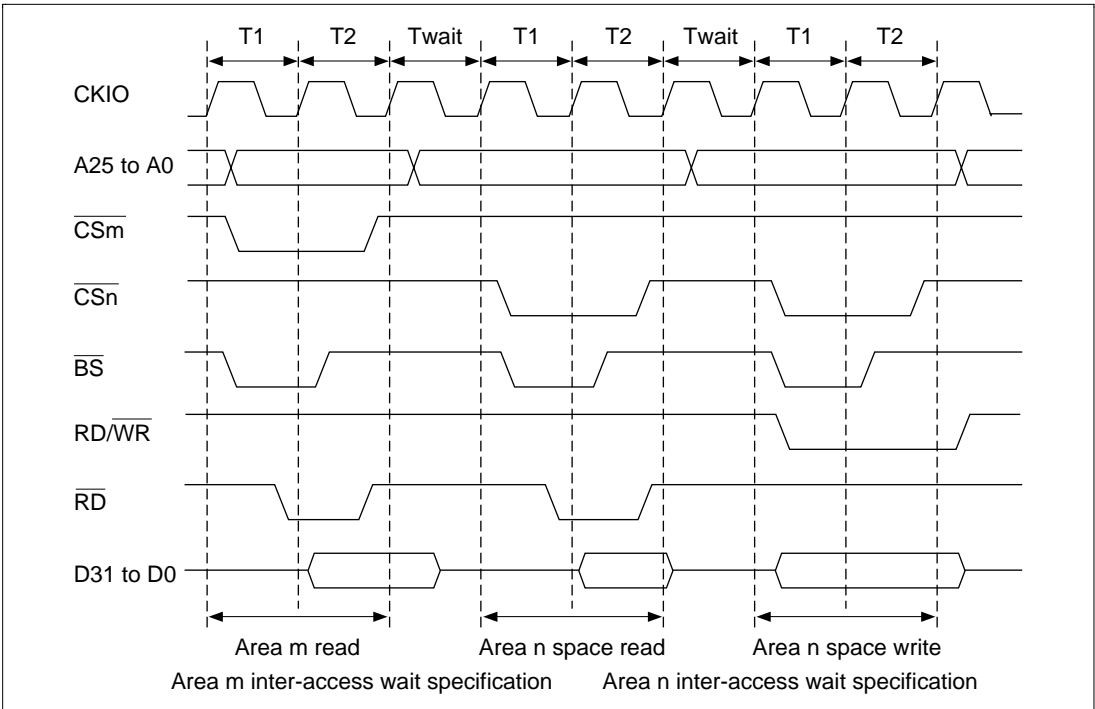 T1 T2 Twait T1 T2 Twait T1 T2
CKIO
A25 to A0
CSm
CSn
BS
RD/WR
RD
D31 to D0
Area m read Area n space read Area n space write
Area m inter-access wait specification Area n inter-access wait specification